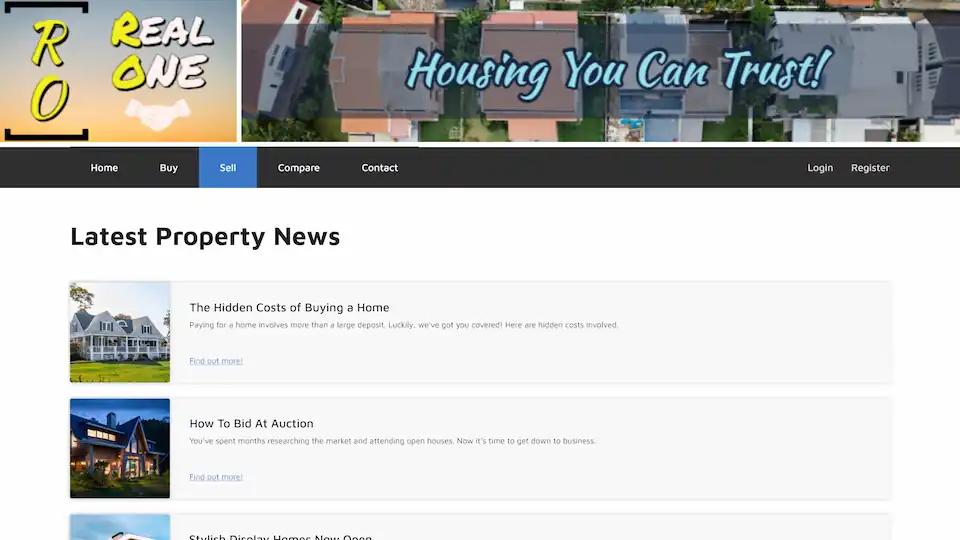 RO
REAL
ONE
Housing You Can Trust!
Home Buy Sell Compare Contact Login Register
Latest Property News
The Hidden Costs of Buying a Home
Paying for a home involves more than a large deposit. Luckily, we've got you covered! Here are hidden costs involved.
Find out more!
How To Bid At Auction
You've spent months researching the market and attending open houses. Now it's time to get down to business.
Find out more!
Stylish Display Homes Now Open